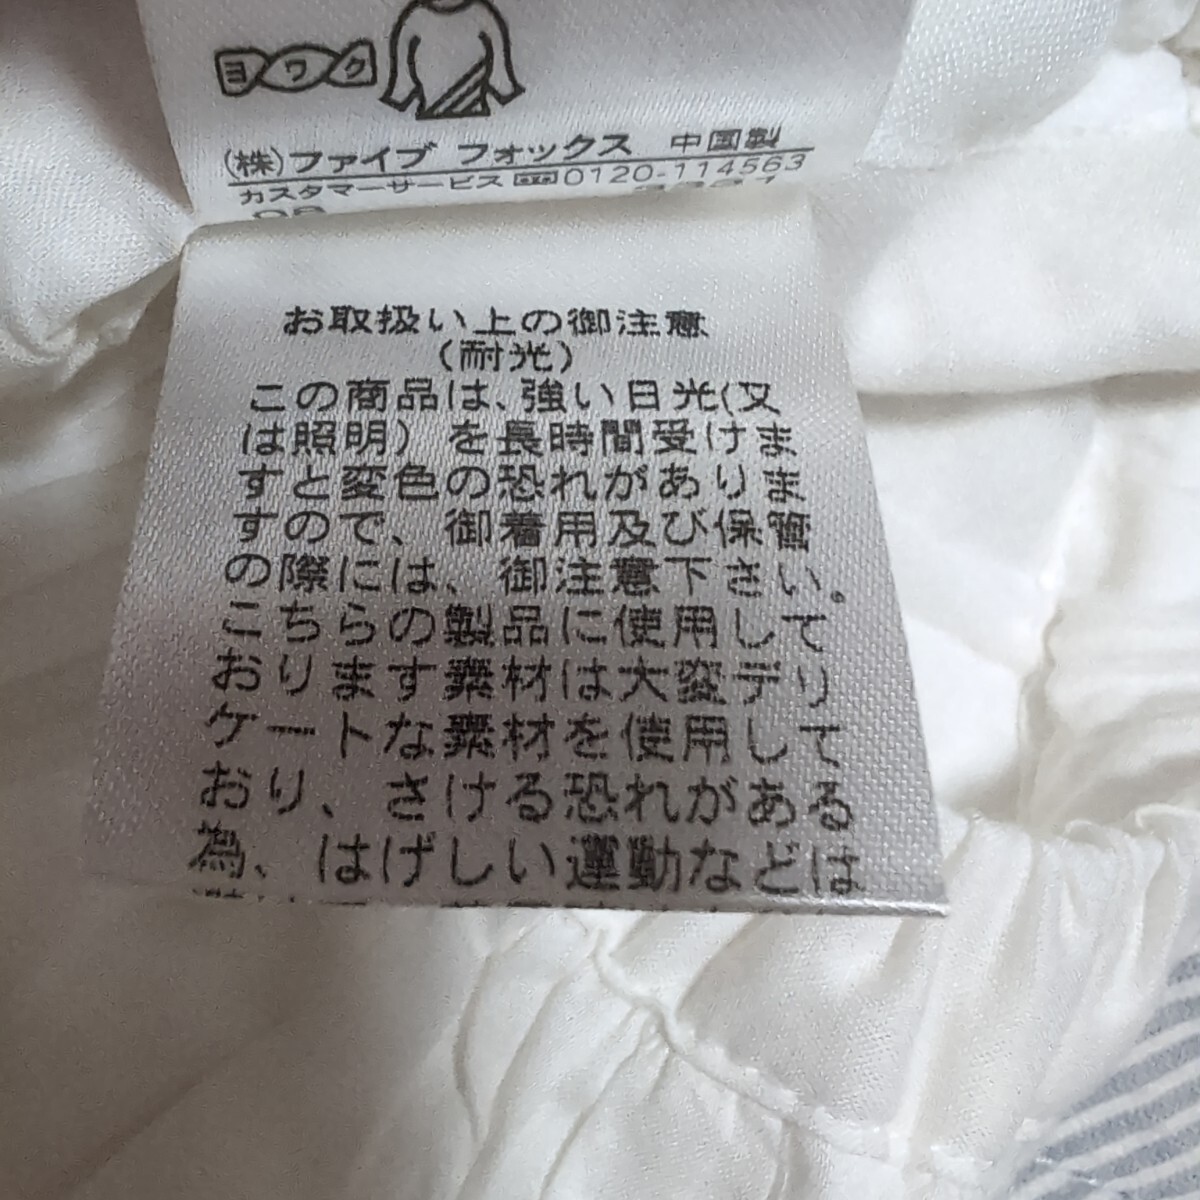 ヨワク
(株)ファイブ フォックス 中国製
カスタマーサービス 0120-114563
お取扱い上の御注意
(耐光)
この商品は、強い日光(又
は照明) を長時間受けま
すと変色の恐れがありま
すので、御着用及び保管
の際には、御注意下さい。
こちらの製品に使用して
おります素材は大変デリ
ケートな素材を使用して
おり、さける恐れがある
為、はげしい運動などは